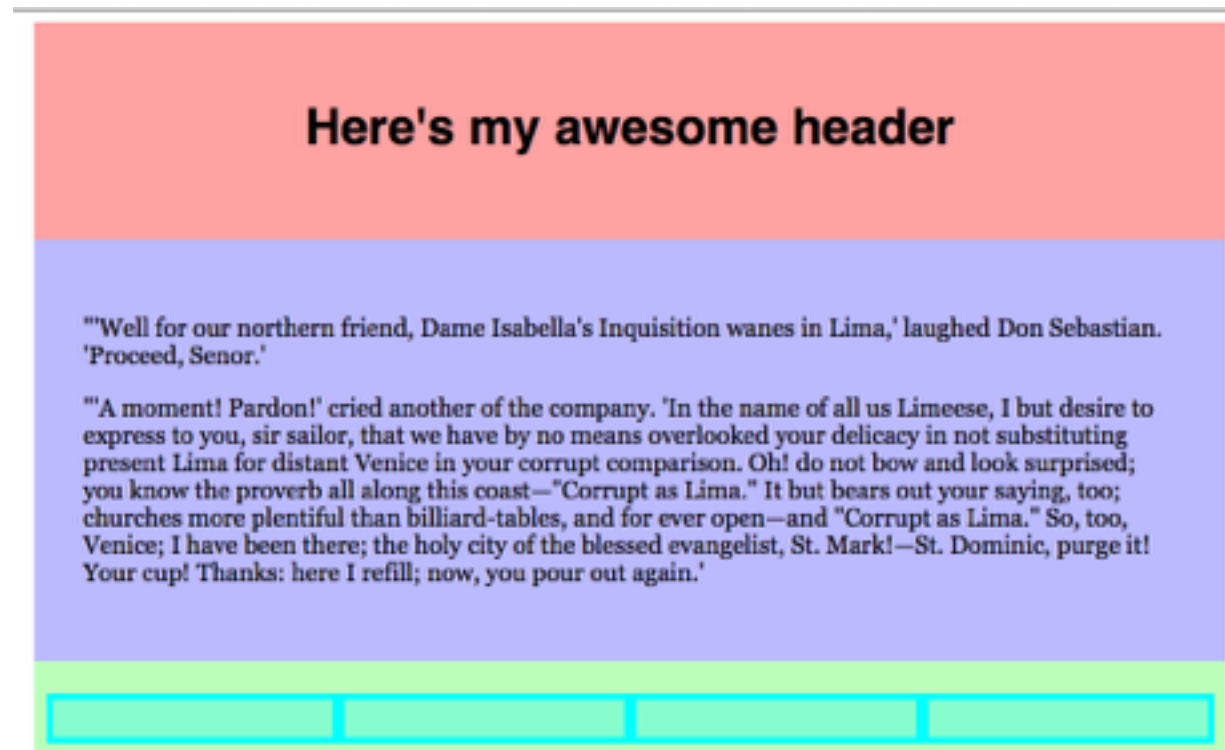 Here's my awesome header
"'Well for our northern friend, Dame Isabella's Inquisition wanes in Lima,' laughed Don Sebastian.
'Proceed, Senor.'
"'A moment! Pardon!' cried another of the company. 'In the name of all us Limeese, I but desire to
express to you, sir sailor, that we have by no means overlooked your delicacy in not substituting
present Lima for distant Venice in your corrupt comparison. Oh! do not bow and look surprised;
you know the proverb all along this coast—"Corrupt as Lima." It but bears out your saying, too;
churches more plentiful than billiard-tables, and for ever open—and "Corrupt as Lima." So, too,
Venice; I have been there; the holy city of the blessed evangelist, St. Mark!—St. Dominic, purge it!
Your cup! Thanks: here I refill; now, you pour out again.'